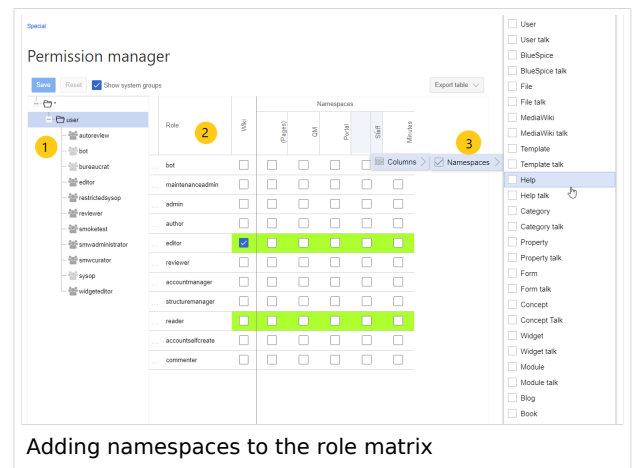 Special
Permission manager
Save
Reset
Show system groups
Export table
*
user
autoreview
bot
bureaucrat
editor
restrictedsysop
reviewer
smoketest
smwadministrator
smwcurator
sysop
widgeteditor
1
Role
2
Wiki
Namespaces
(Pages)
QM
Portal
Staff
Minutes
3
Columns
Namespaces
bot
maintenanceadmin
admin
author
editor
reviewer
accountmanager
structuremanager
reader
accountselfcreate
commenter
User
User talk
BlueSpice
BlueSpice talk
File
File talk
MediaWiki
MediaWiki talk
Template
Template talk
Help
Help talk
Category
Category talk
Property
Property talk
Form
Form talk
Concept
Concept Talk
Widget
Widget talk
Module
Module talk
Blog
Book
Adding namespaces to the role matrix